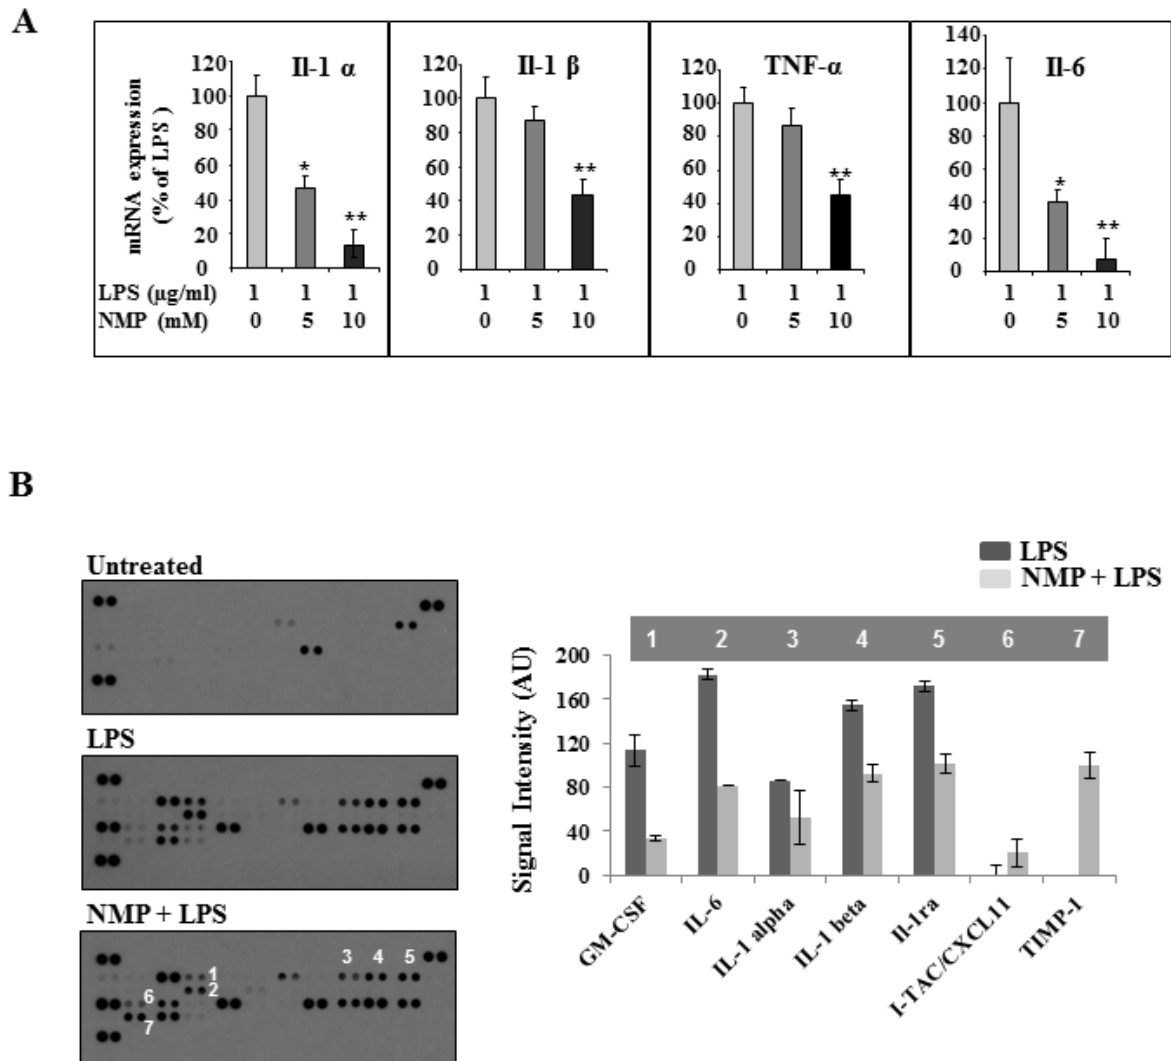 A
mRNA expression
(% of LPS )
Il-1 α
120
100
80
60
40
20
0
*
**
Il-1 β
120
100
80
60
40
20
0
**
TNF-α
120
100
80
60
40
20
0
**
Il-6
140
120
100
80
60
40
20
0
*
**
LPS (µg/ml) 1 1 1 1 1 1 1 1 1 1 1 1
NMP (mM) 0 5 10 0 5 10 0 5 10 0 5 10
B
Untreated
LPS
NMP + LPS
3 4 5
1
2
6
7
LPS
NMP + LPS
1 2 3 4 5 6 7
Signal Intensity (AU)
200
160
120
80
40
0
GM-CSF
IL-6
IL-1 alpha
IL-1 beta
Il-1ra
I-TAC/CXCL11
TIMP-1